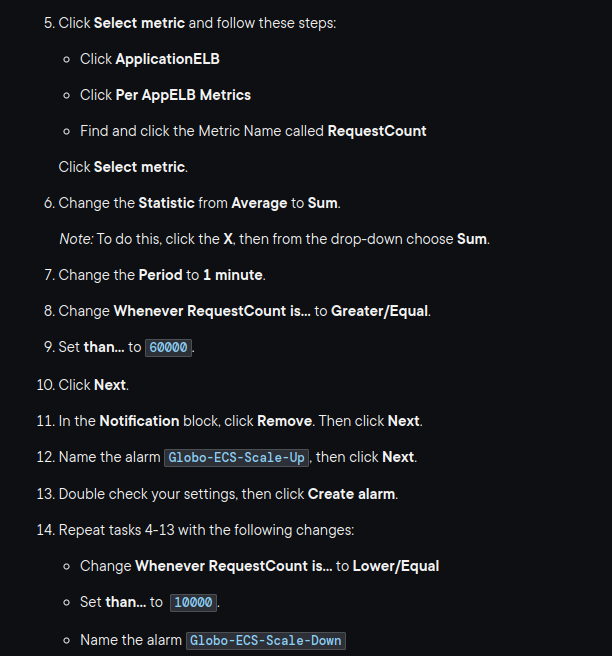 5. Click Select metric and follow these steps:
Click ApplicationELB
Click Per AppELB Metrics
Find and click the Metric Name called RequestCount
Click Select metric.
6. Change the Statistic from Average to Sum.
Note: To do this, click the X, then from the drop-down choose Sum.
7. Change the Period to 1 minute.
8. Change Whenever RequestCount is... to Greater/Equal.
9. Set than... to 60000.
10. Click Next.
11. In the Notification block, click Remove. Then click Next.
12. Name the alarm Globo-ECS-Scale-Up, then click Next.
13. Double check your settings, then click Create alarm.
14. Repeat tasks 4-13 with the following changes:
Change Whenever RequestCount is... to Lower/Equal
Set than... to 10000.
Name the alarm Globo-ECS-Scale-Down